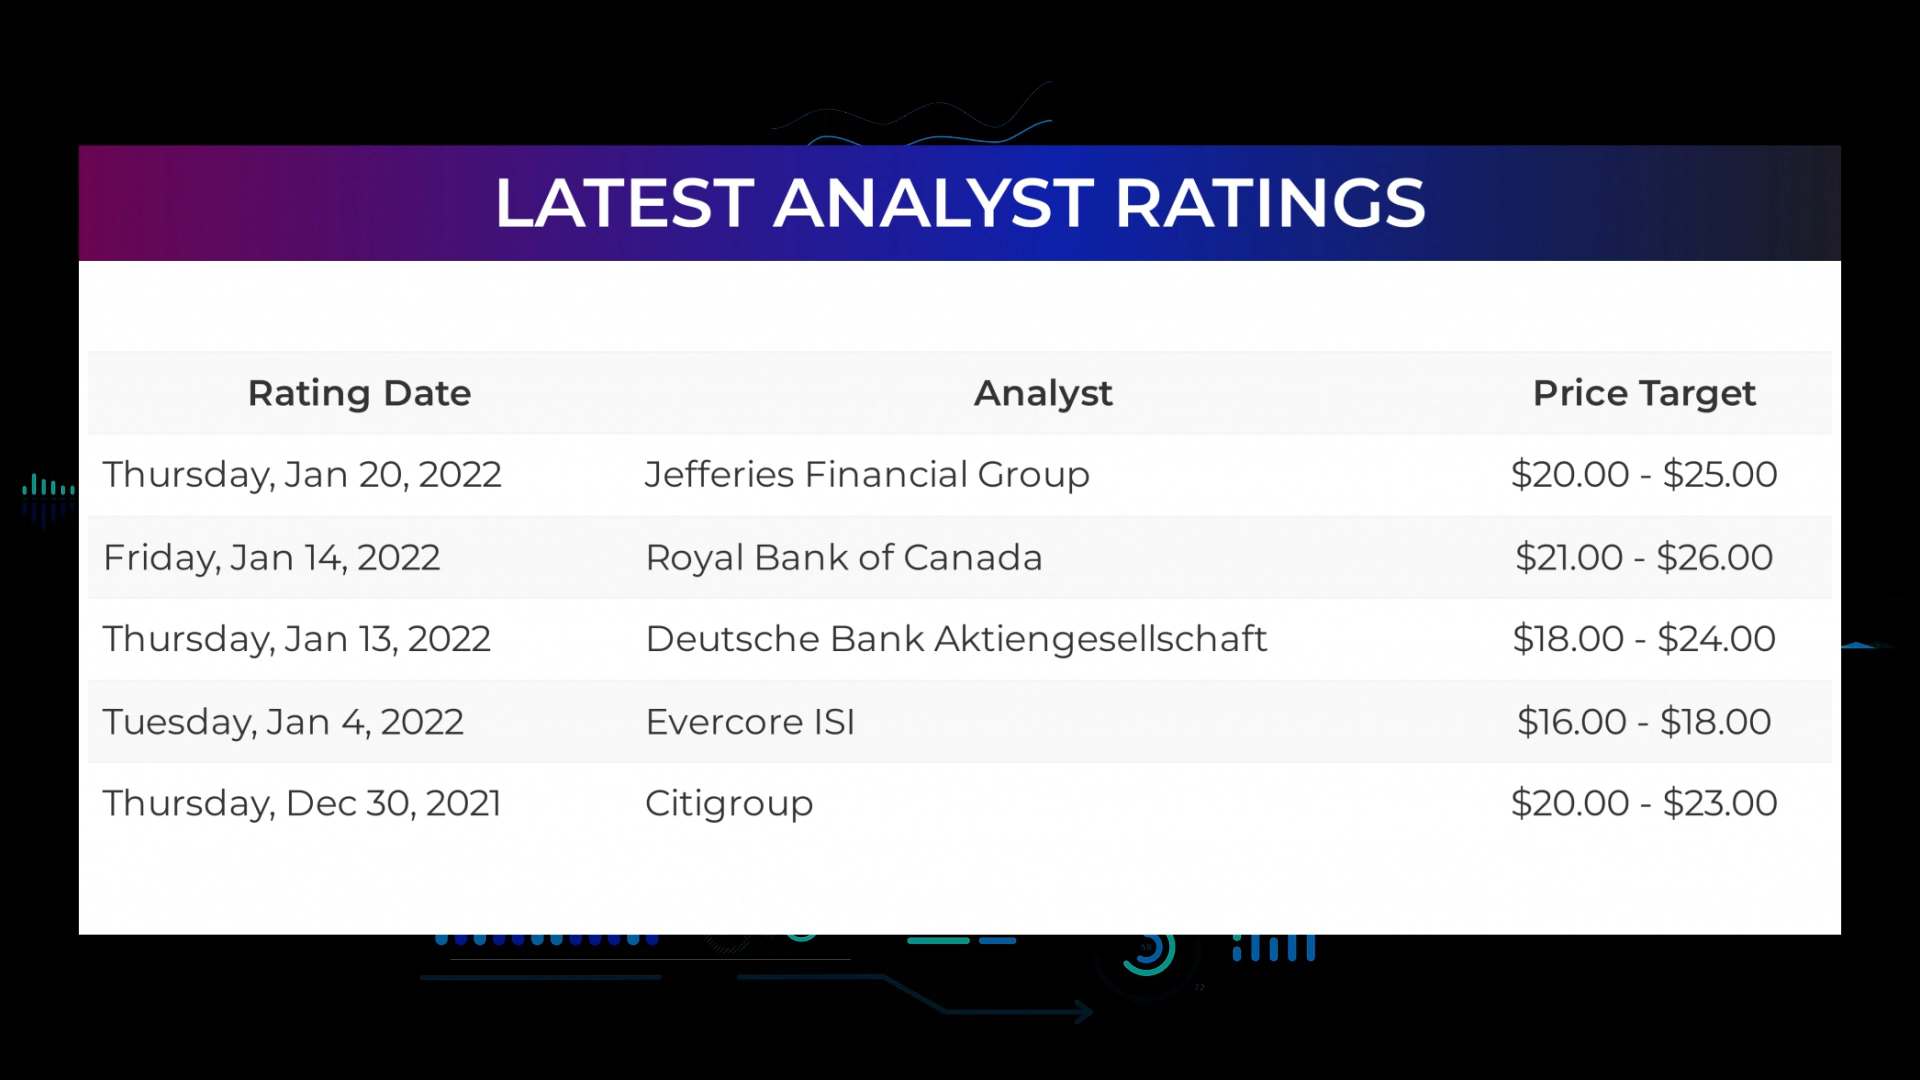 LATEST ANALYST RATINGS
Rating Date Analyst Price Target
Thursday, Jan 20, 2022 Jefferies Financial Group $20.00 - $25.00
Friday, Jan 14, 2022 Royal Bank of Canada $21.00 - $26.00
Thursday, Jan 13, 2022 Deutsche Bank Aktiengesellschaft $18.00 - $24.00
Tuesday, Jan 4, 2022 Evercore ISI $16.00 - $18.00
Thursday, Dec 30, 2021 Citigroup $20.00 - $23.00